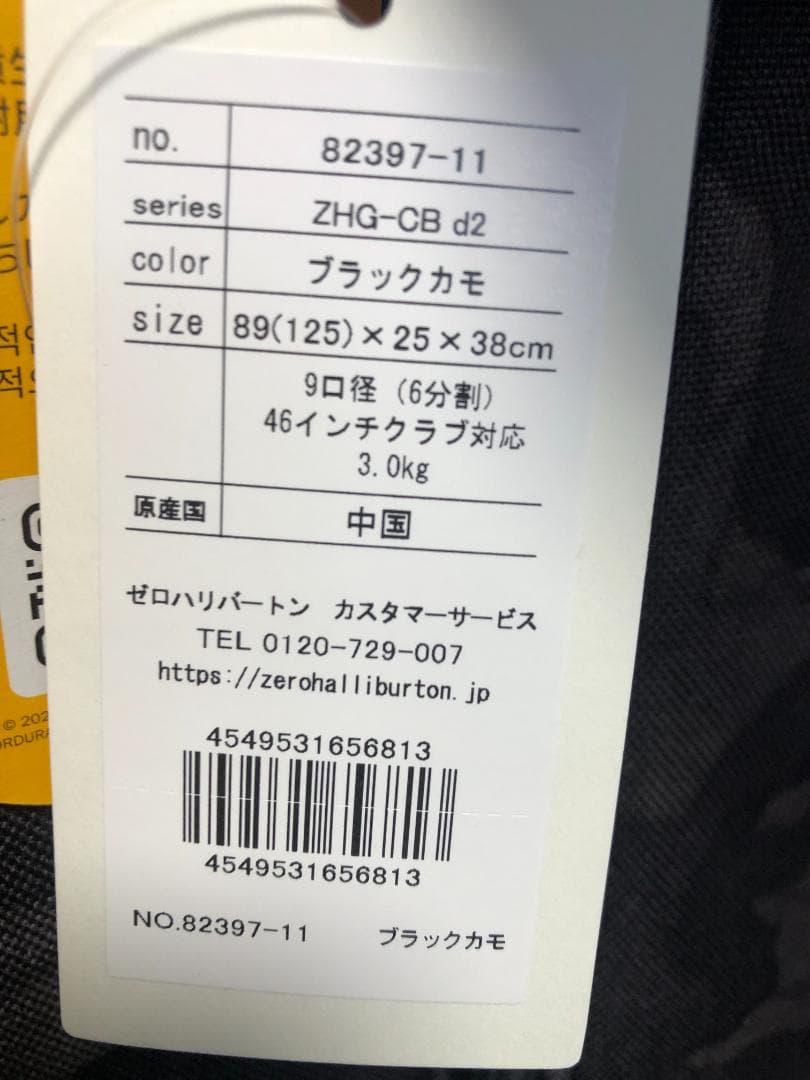 no. 82397-11
series ZHG-CB d2
color ブラックカモ
size 89(125)×25×38cm
9口径 (6分割)
46インチクラブ対応
3.0kg
原産国 中国
ゼロハリバートン カスタマーサービス
TEL 0120-729-007
https://zerohalliburton.jp
4549531656813
4549531656813
NO.82397-11 ブラックカモ